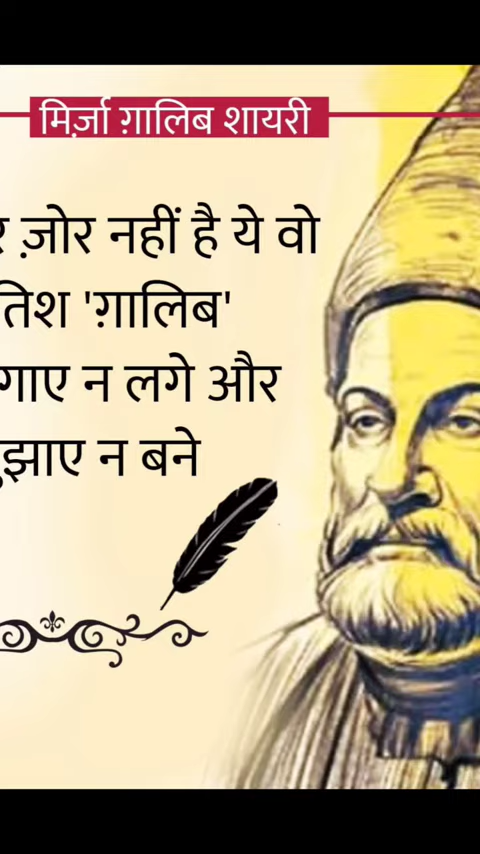 मिर्ज़ा ग़ालिब शायरी
र ज़ोर नहीं है ये वो
तिश 'ग़ालिब'
गाए न लगे और
ुझाए न बने